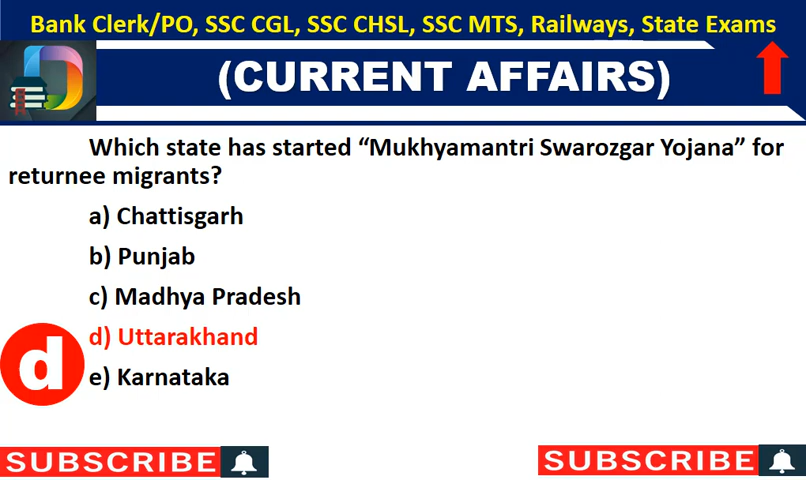 Bank Clerk/PO, SSC CGL, SSC CHSL, SSC MTS, Railways, State Exams
(CURRENT AFFAIRS)
Which state has started “Mukhyamantri Swarozgar Yojana” for
returnee migrants?
a) Chattisgarh
b) Punjab
c) Madhya Pradesh
d) Uttarakhand
d
e) Karnataka
SUBSCRIBE
SUBSCRIBE